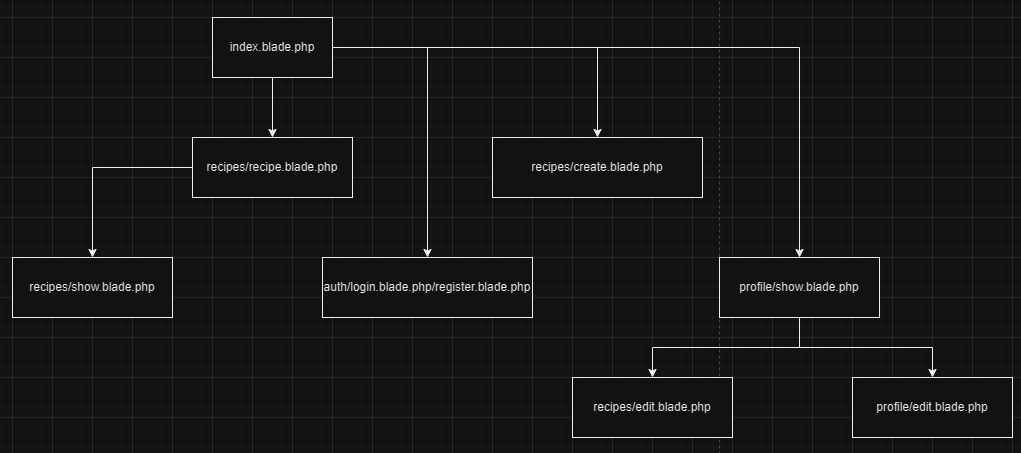 index.blade.php
recipes/recipe.blade.php
recipes/create.blade.php
recipes/show.blade.php
auth/login.blade.php/register.blade.php
profile/show.blade.php
recipes/edit.blade.php
profile/edit.blade.php